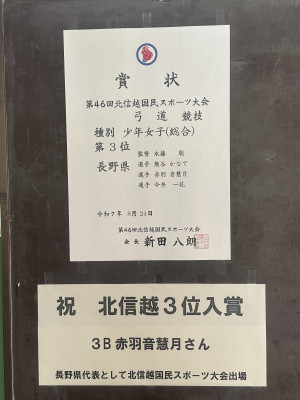 賞状
第46回北信越国民スポーツ大会
弓道 競技
種別 少年女子(総合)
第3位
長野県
監督 水藤 聡
選手 熊谷 かなで
選手 赤羽 音慧月
選手 今井 一花
令和7年 8月24日
第46回北信越国民スポーツ大会
会長 新田 八朗
祝 北信越3位入賞
3B 赤羽音慧月さん
長野県代表として北信越国民スポーツ大会出場